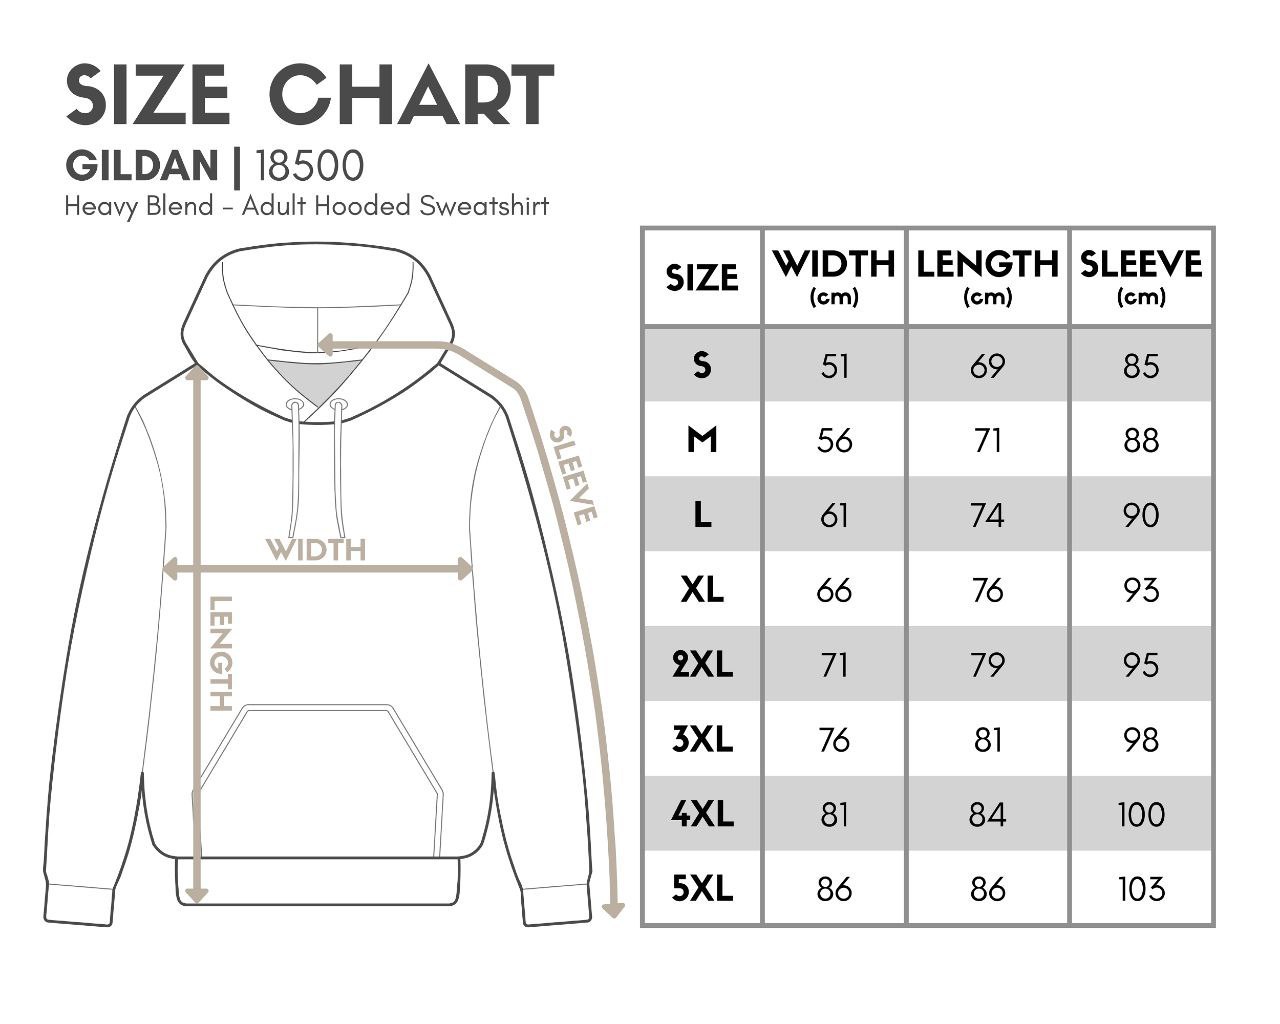 SIZE CHART
GILDAN | 18500
Heavy Blend - Adult Hooded Sweatshirt
SLEEVE
WIDTH
LENGTH
SIZE WIDTH (cm) LENGTH (cm) SLEEVE (cm)
S 51 69 85
M 56 71 88
L 61 74 90
XL 66 76 93
2XL 71 79 95
3XL 76 81 98
4XL 81 84 100
5XL 86 86 103